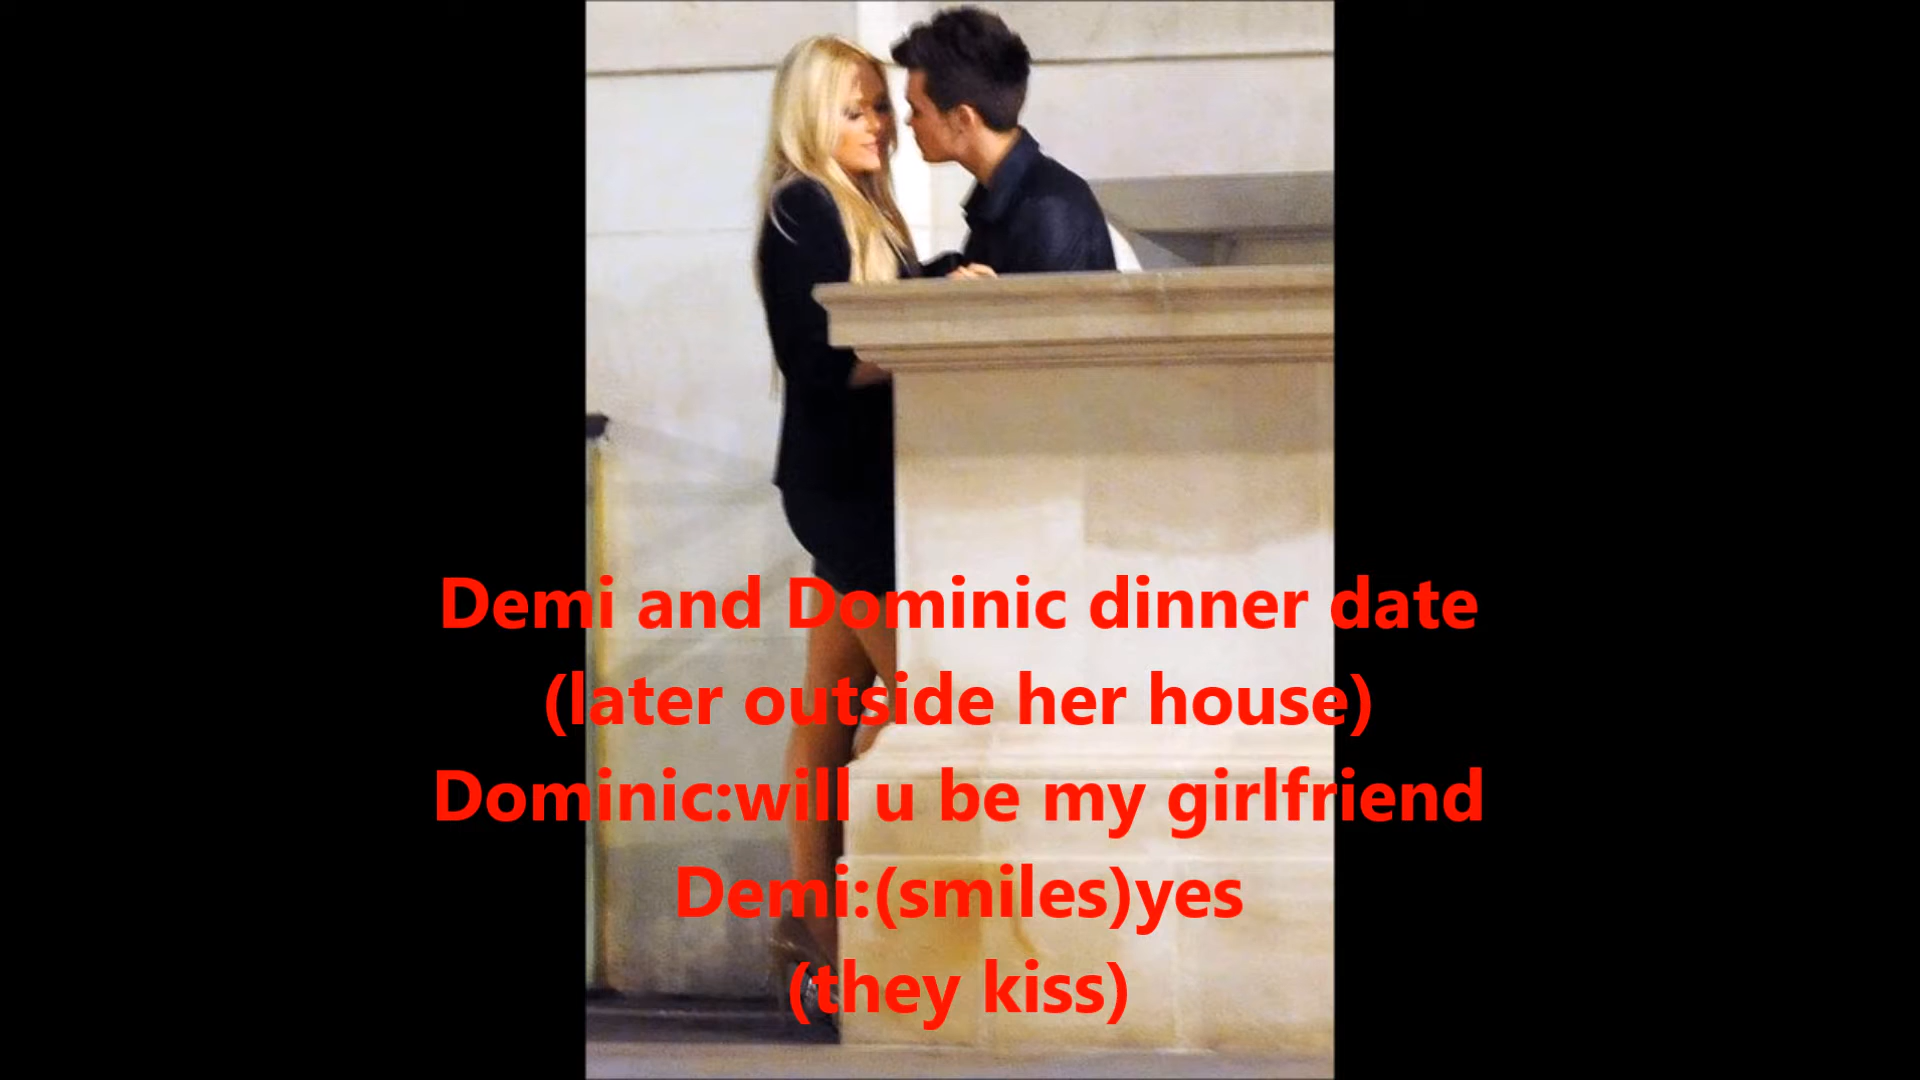 Demi and Dominic dinner date
(later outside her house)
Dominic:will u be my girlfriend
Demi:(smiles)yes
(they kiss)